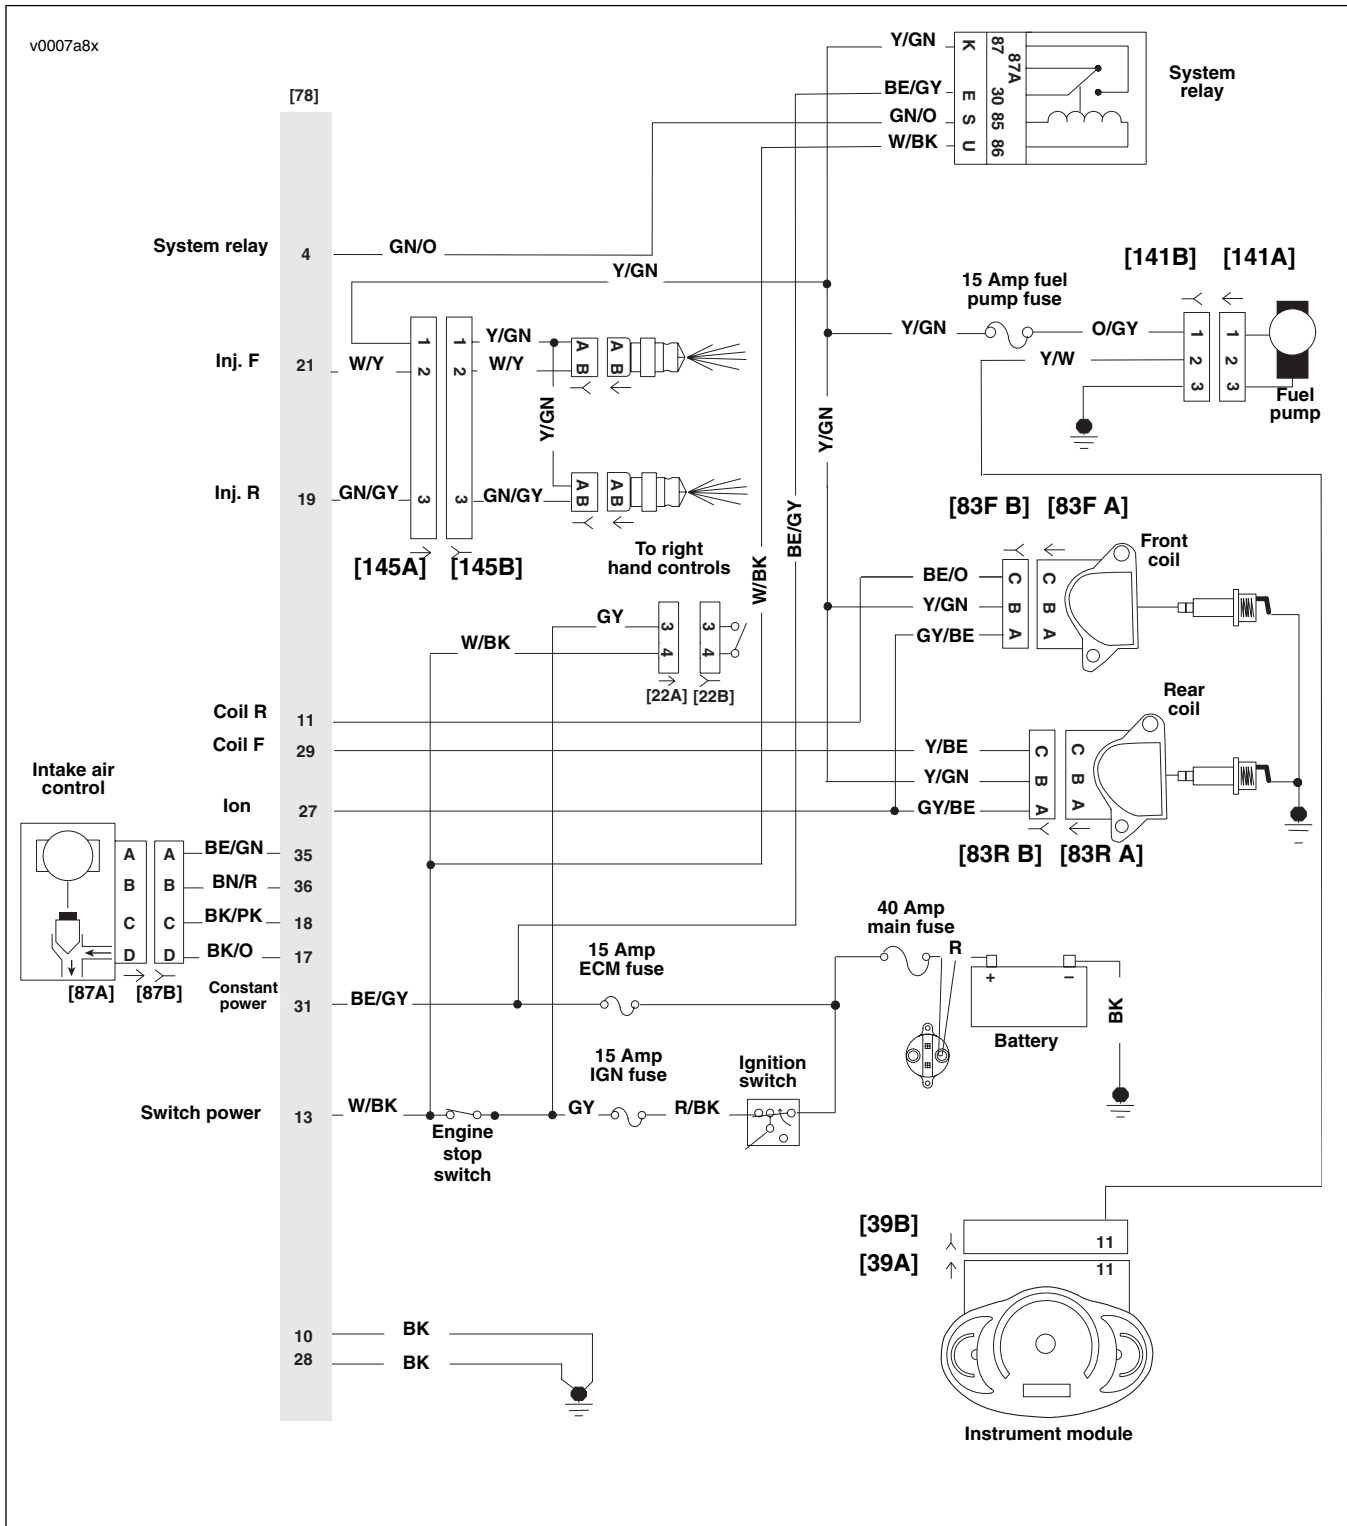 v0007a8x
[78]
Y/GN
BE/GY
GN/O
W/BK
K
E
S
U
87
87A
30
85
86
System
relay
System relay
4
GN/O
Y/GN
[141B]
[141A]
15 Amp fuel
pump fuse
Y/GN
O/GY
Y/W
1
2
3
1
2
3
Fuel
pump
Inj. F
21
W/Y
1
2
3
1
2
3
Y/GN
W/Y
A
B
A
B
Y/GN
Y/GN
Inj. R
19
GN/GY
GN/GY
A
B
A
B
[145A]
[145B]
To right
hand controls
W/BK
BE/GY
[83F B]
[83F A]
Front
coil
BE/O
Y/GN
GY/BE
C
B
A
C
B
A
GY
W/BK
3
4
3
4
[22A]
[22B]
Coil R
11
Coil F
29
Rear
coil
Y/BE
Y/GN
GY/BE
C
B
A
C
B
A
[83R B]
[83R A]
Intake air
control
Ion
27
A
B
C
D
A
B
C
D
BE/GN
35
BN/R
36
BK/PK
18
BK/O
17
[87A]
[87B]
Constant
power
31
BE/GY
15 Amp
ECM fuse
40 Amp
main fuse
R
+
−
Battery
BK
15 Amp
IGN fuse
Ignition
switch
Switch power
13
W/BK
GY
R/BK
Engine
stop
switch
[39B]
11
[39A]
11
10
BK
28
BK
Instrument module